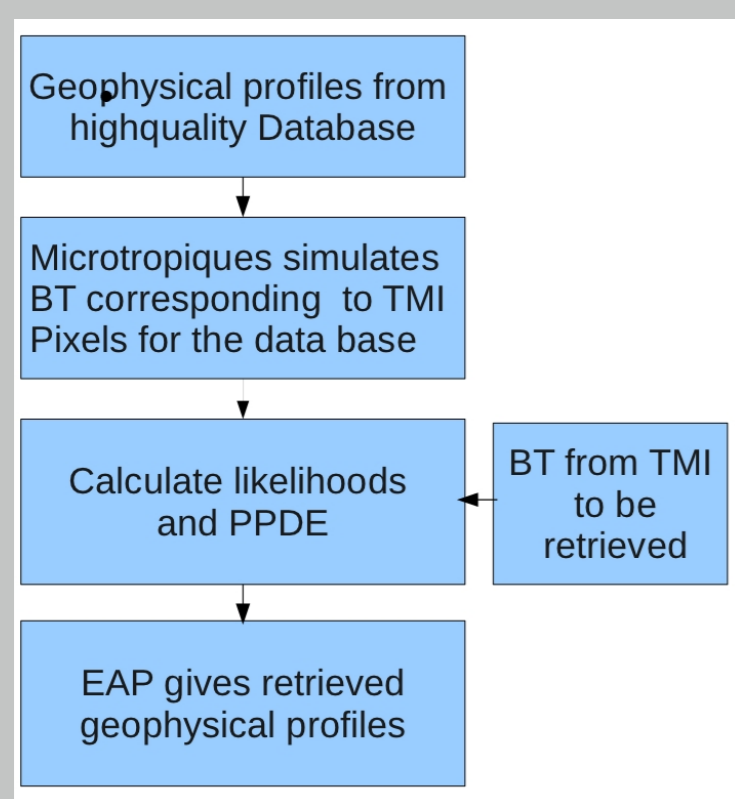 Geophysical profiles from
highquality Database
Microtropiques simulates
BT corresponding  to TMI
Pixels for the data base
Calculate likelihoods
and PPDE
BT from TMI
to be
retrieved
EAP gives retrieved
geophysical profiles